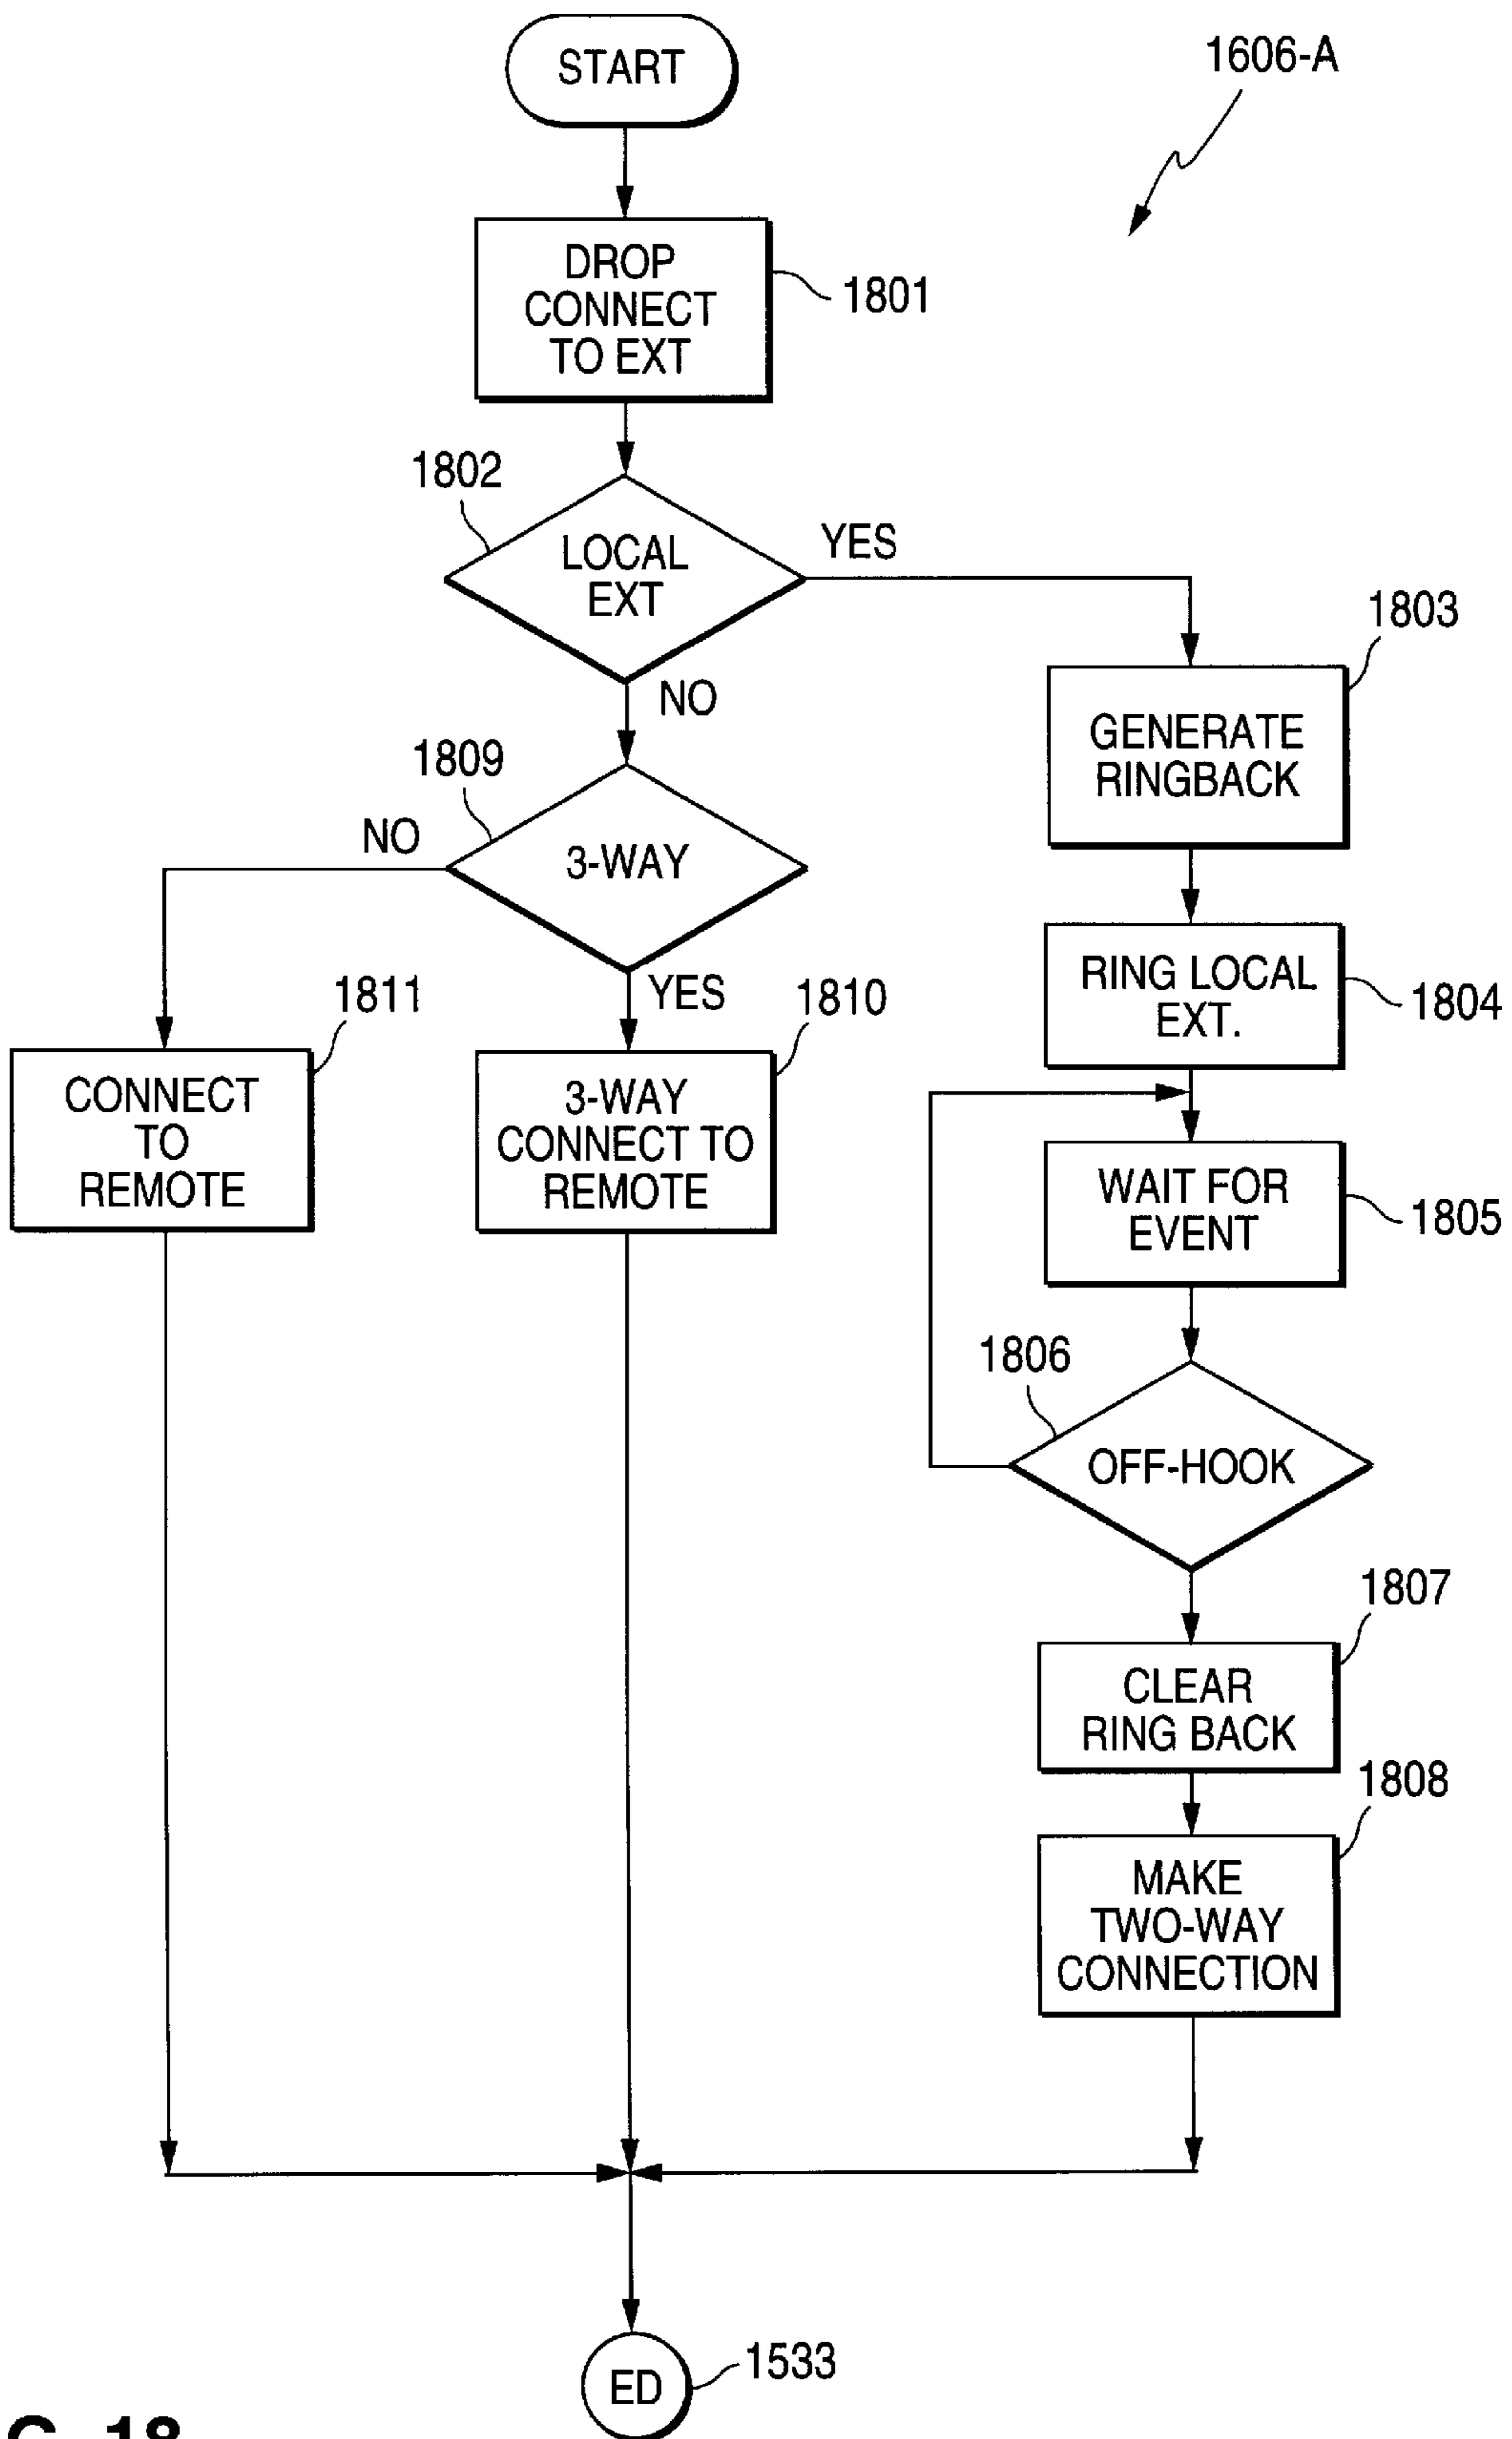 START
1606-A
DROP
CONNECT
TO EXT
1801
1802
LOCAL
EXT
YES
NO
1803
GENERATE
RINGBACK
1809
3-WAY
NO
YES
1804
RING LOCAL
EXT.
1811
CONNECT
TO
REMOTE
1810
3-WAY
CONNECT TO
REMOTE
WAIT FOR
EVENT
1805
1806
OFF-HOOK
1807
CLEAR
RING BACK
1808
MAKE
TWO-WAY
CONNECTION
ED
1533
G. 18